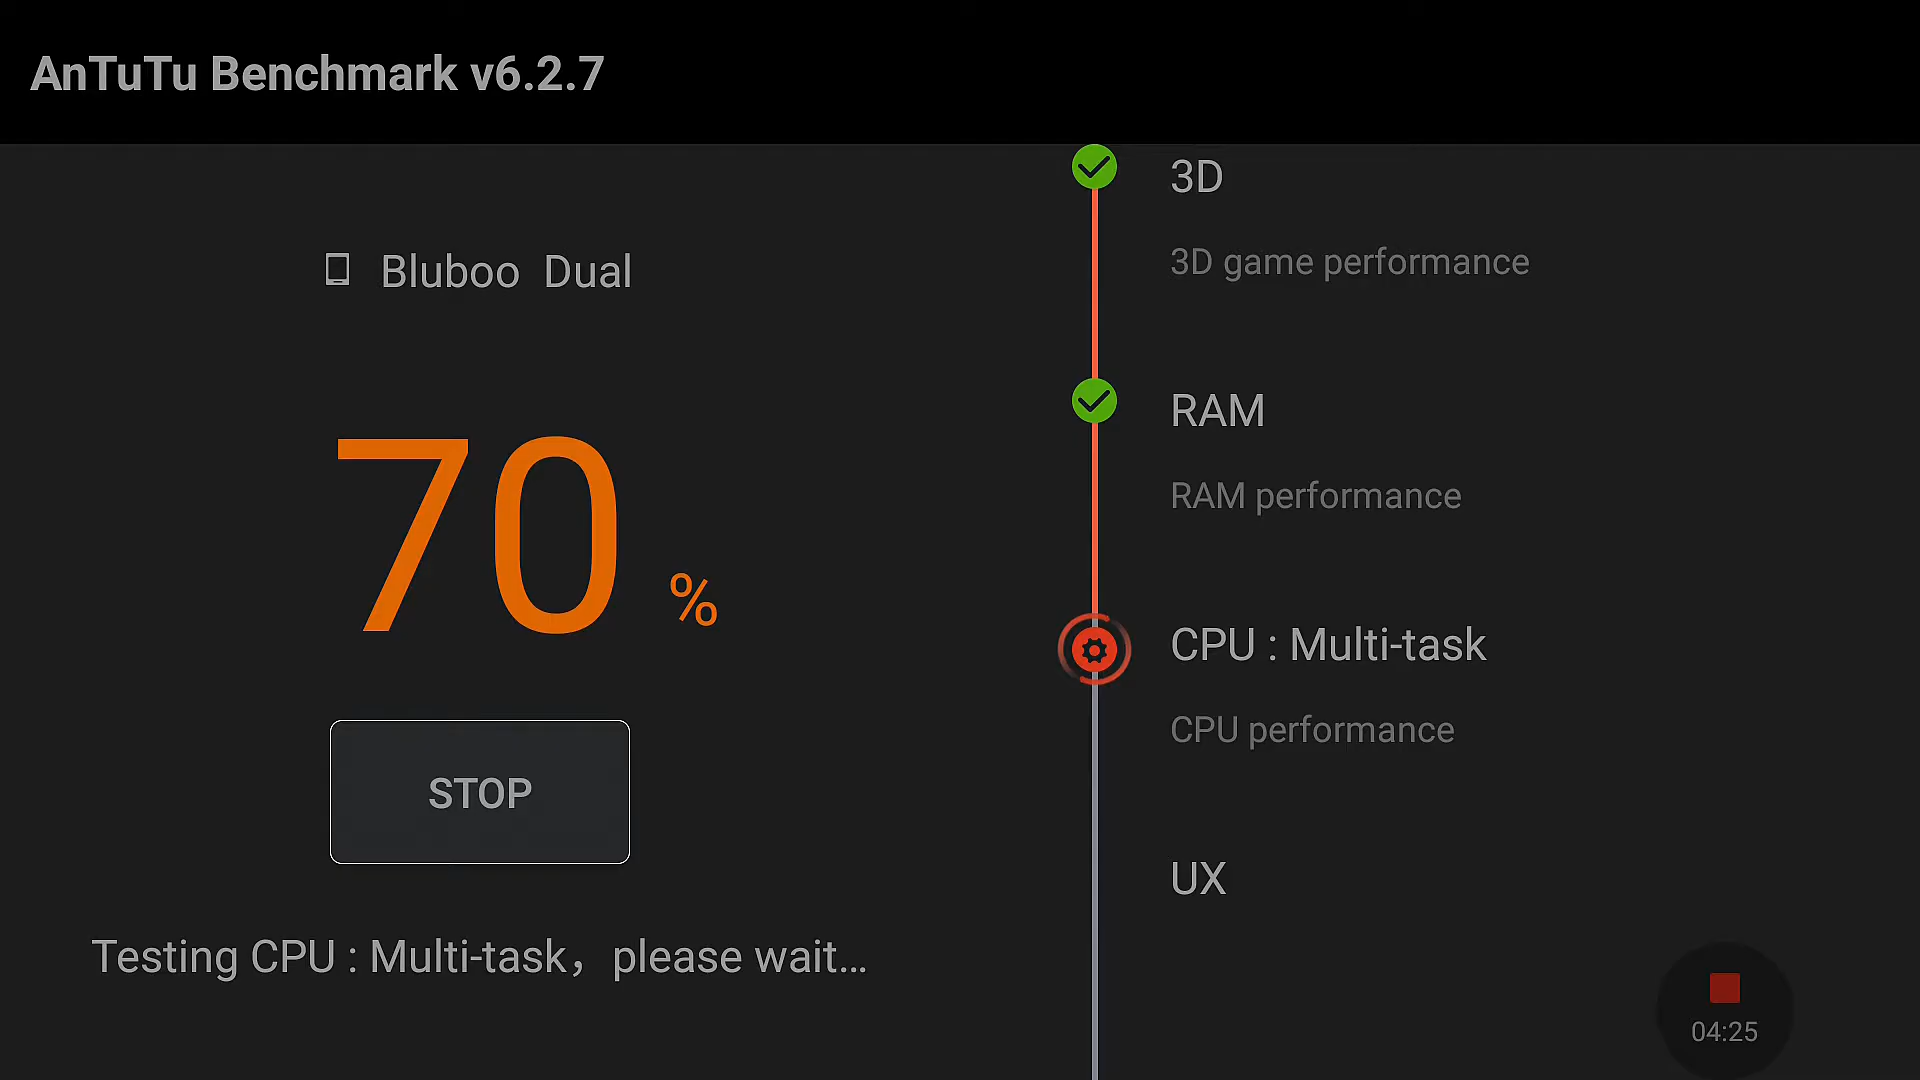 AnTuTu Benchmark v6.2.7
Bluboo Dual
70 %
STOP
Testing CPU : Multi-task，please wait...
3D
3D game performance
RAM
RAM performance
CPU : Multi-task
CPU performance
UX
04:25